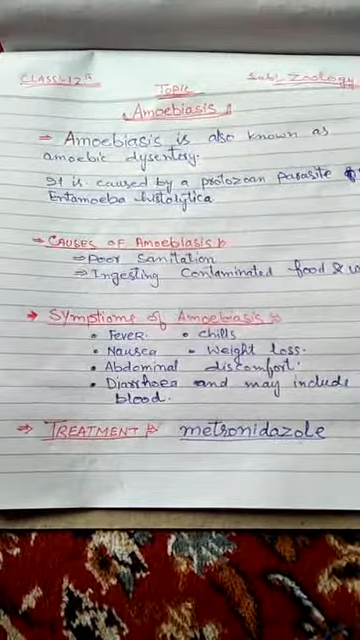 CLASS:-12th
Subj. Zoology
Topic
Amoebiasis
⇒ Amoebiasis is also known as
amoebic dysentery.
It is caused by a protozoan parasite
Entamoeba histolytica
→ CAUSES OF Amoebiasis
⇒ Poor Sanitation
⇒ Ingesting Contaminated food &
→ Symptioms of Amoebiasis :-
• Fever. • chills
• Nausea • Weight loss.
• Abdominal discomfort.
• Diarrhoea and may include
blood.
⇒ TREATMENT metronidazole